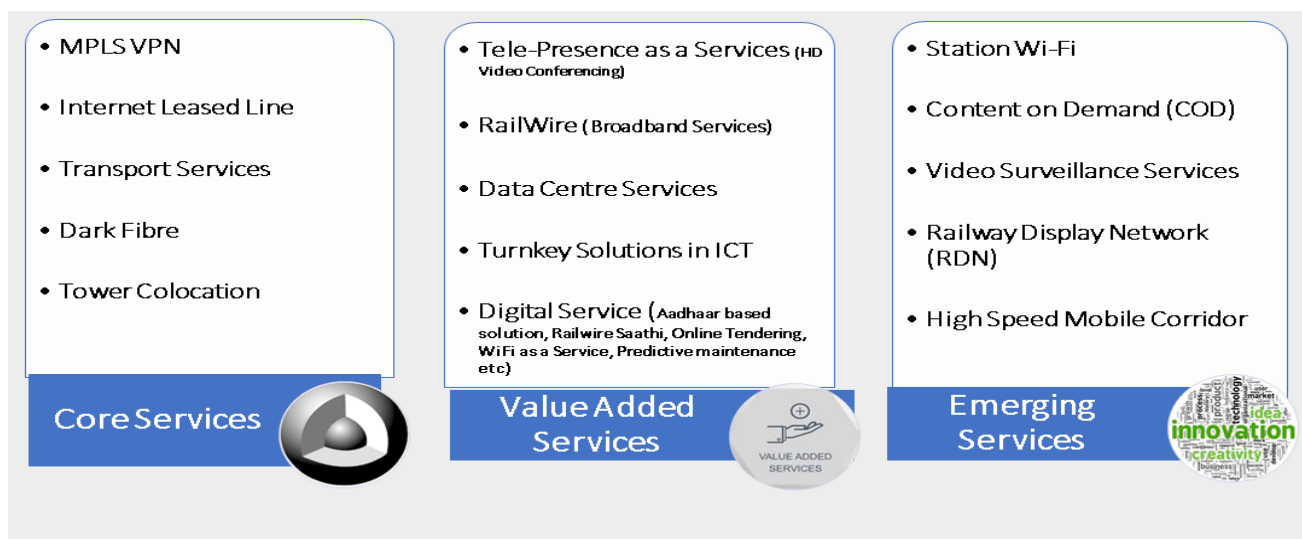 • MPLS VPN
• Internet Leased Line
• Transport Services
• Dark Fibre
• Tower Colocation
Core Services
• Tele-Presence as a Services (HD
Video Conferencing)
• RailWire (Broadband Services)
• Data Centre Services
• Turnkey Solutions in ICT
• Digital Service (Aadhaar based
solution, Railwire Saathi, Online Tendering,
WiFi as a Service, Predictive maintenance
etc)
Value Added
Services
VALUE ADDED
SERVICES
• Station Wi-Fi
• Content on Demand (COD)
• Video Surveillance Services
• Railway Display Network
(RDN)
• High Speed Mobile Corridor
Emerging
Services
process
product
technology
user
market
idea
innovation
creativity
business